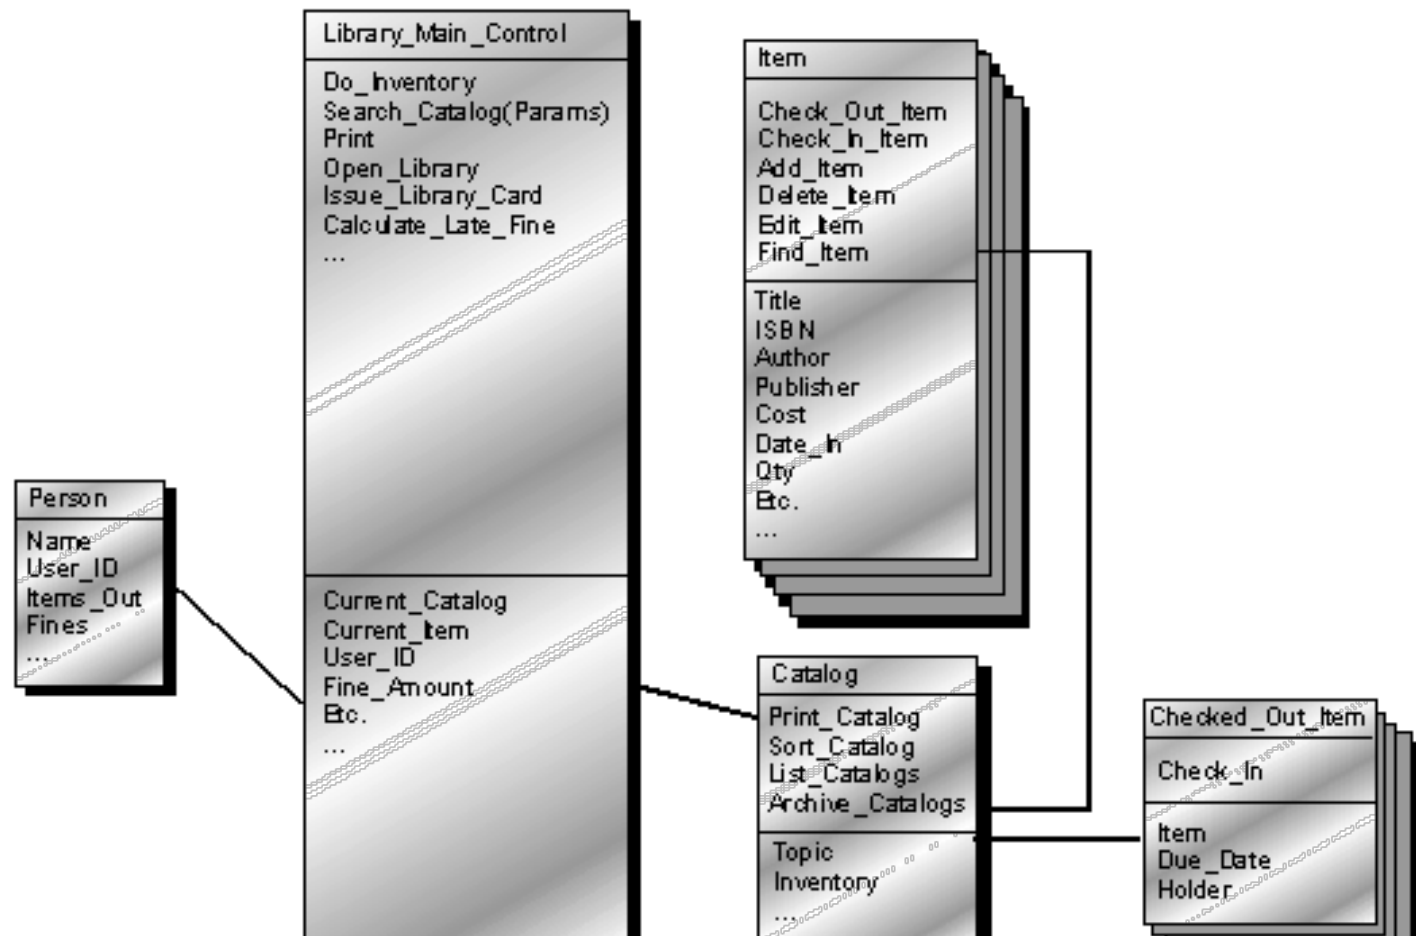 Library_Main_Control
Do_Inventory
Search_Catalog(Params)
Print
Open_Library
Issue_Library_Card
Calculate_Late_Fine
...
Current_Catalog
Current_Item
User_ID
Fine_Amount
Etc.
...
Item
Check_Out_Item
Check_In_Item
Add_Item
Delete_Item
Edit_Item
Find_Item
Title
ISBN
Author
Publisher
Cost
Date_In
Qty
Etc.
...
Person
Name
User_ID
Items_Out
Fines
...
Catalog
Print_Catalog
Sort_Catalog
List_Catalogs
Archive_Catalogs
Topic
Inventory
...
Checked_Out_Item
Check_In
Item
Due_Date
Holder